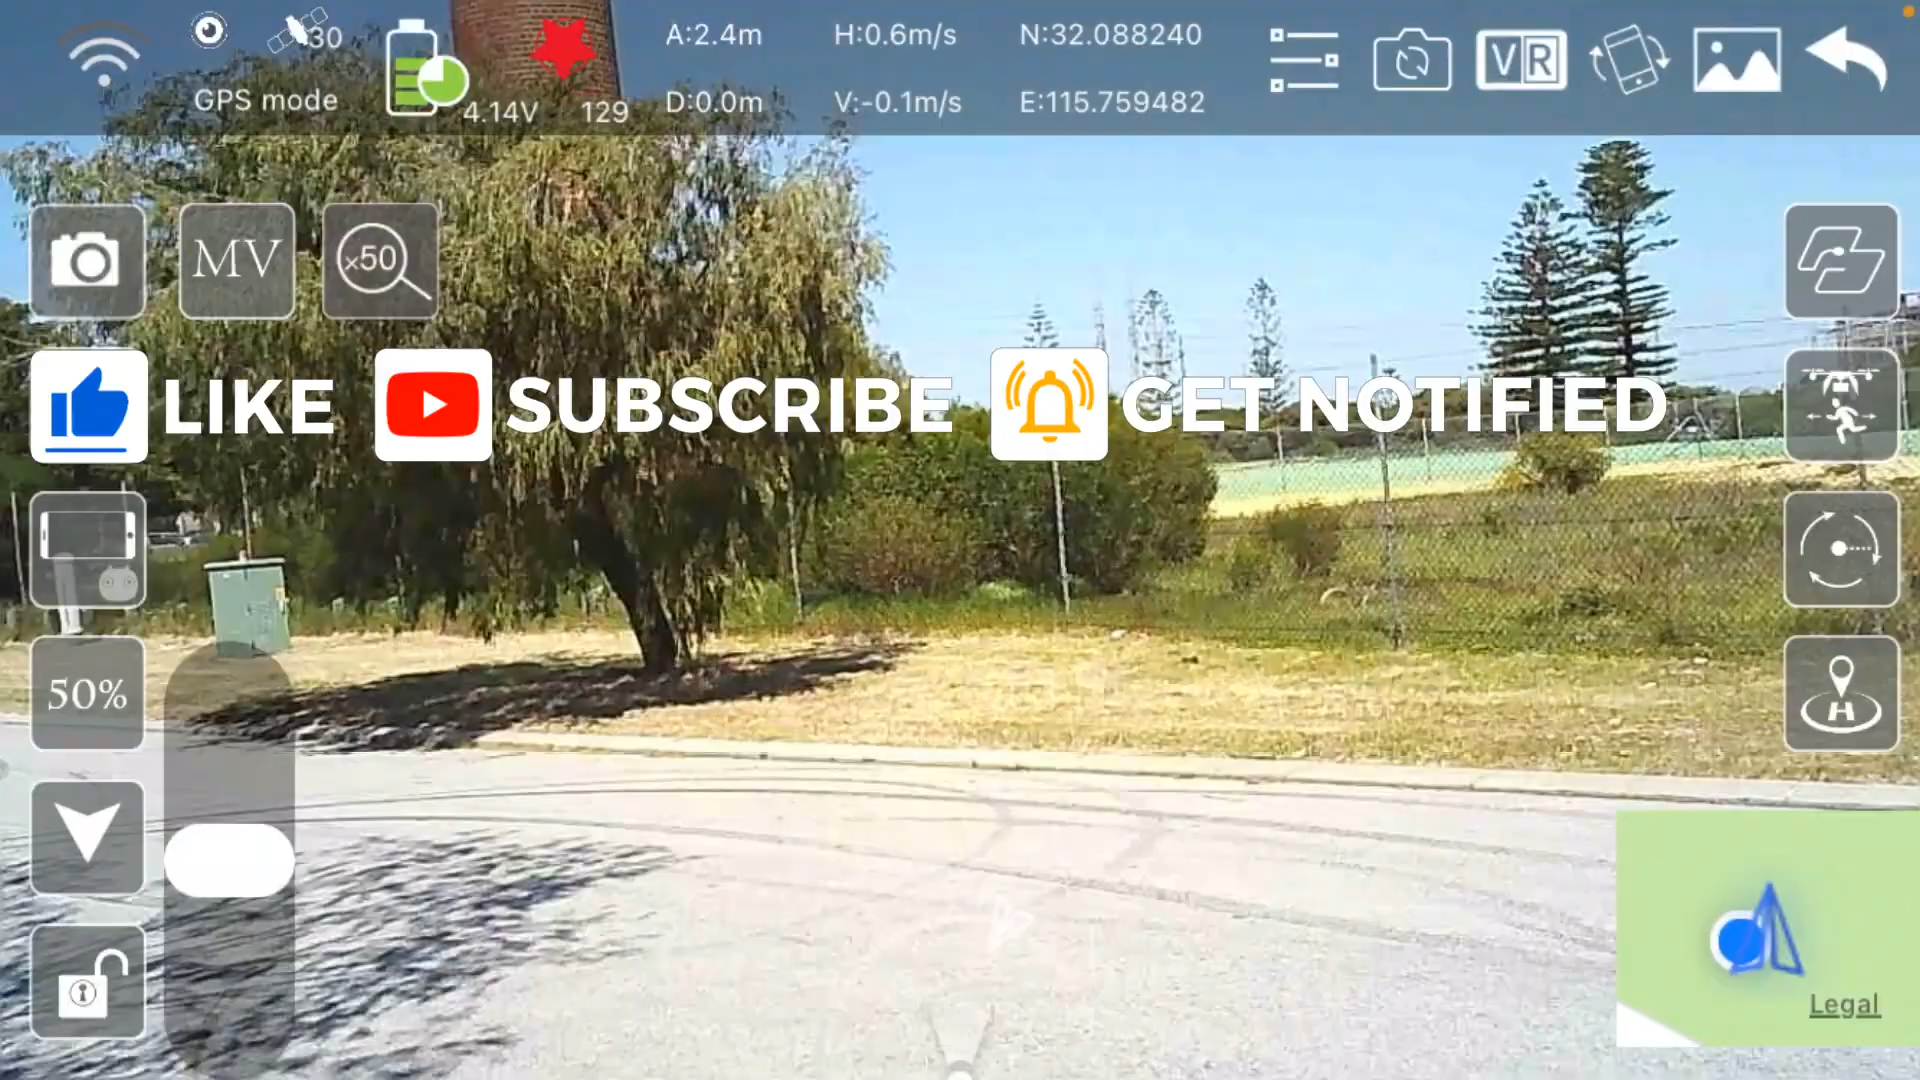 30
GPS mode
4.14V
129
A:2.4m
H:0.6m/s
N:32.088240
D:0.0m
V:-0.1m/s
E:115.759482
VR
MV
x50
LIKE
SUBSCRIBE
GET NOTIFIED
50%
H
Legal